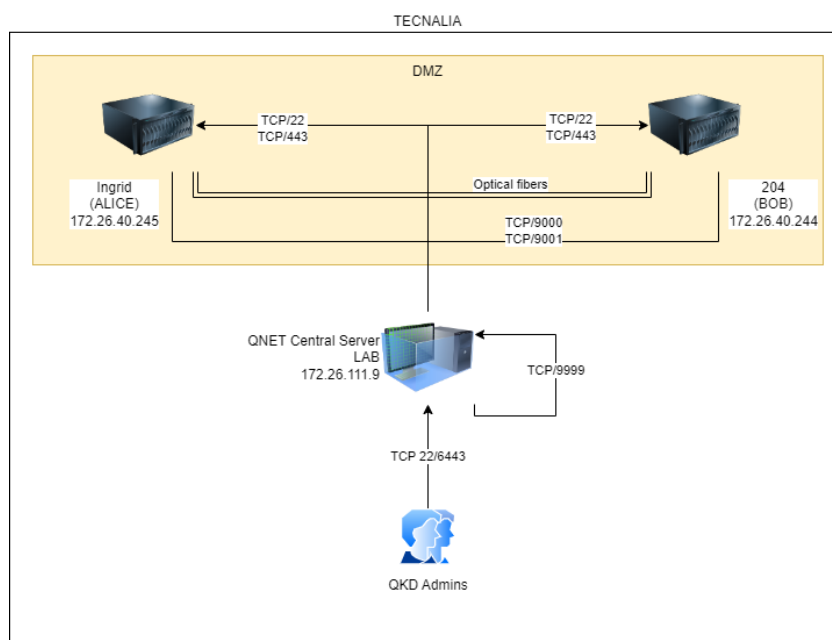 TECNALIA
DMZ
TCP/22
TCP/443
TCP/22
TCP/443
Optical fibers
Ingrid
(ALICE)
172.26.40.245
204
(BOB)
172.26.40.244
TCP/9000
TCP/9001
QNET Central Server
LAB
172.26.111.9
TCP/9999
TCP 22/6443
QKD Admins